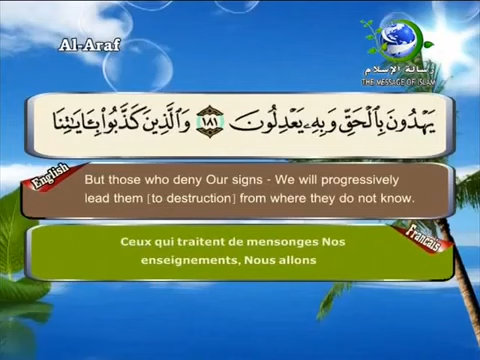 Al-Araf
رسالة الإسلام
THE MESSAGE OF ISLAM
يَهْدُونَ بِالْحَقِّ وَبِهِ يَعْدِلُونَ ١٨١ وَالَّذِينَ كَذَّبُوا بِآيَاتِنَا
English
But those who deny Our signs - We will progressively
lead them [to destruction] from where they do not know.
Francais
Ceux qui traitent de mensonges Nos
enseignements, Nous allons